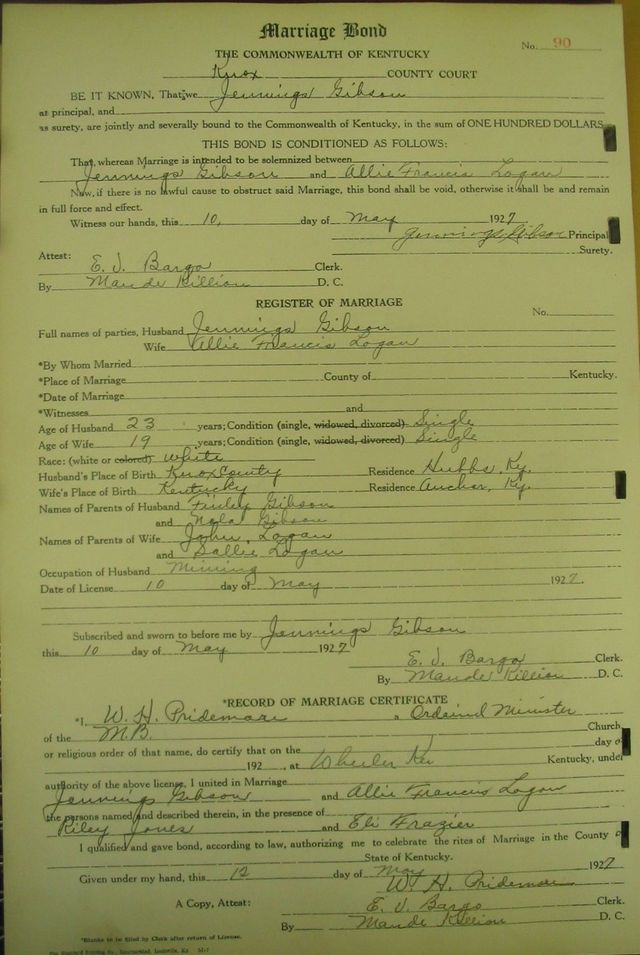 Marriage Bond
No. 90
THE COMMONWEALTH OF KENTUCKY
Knox COUNTY COURT
BE IT KNOWN, That we Jennings Gibson
as principal, and
as surety, are jointly and severally bound to the Commonwealth of Kentucky, in the sum of ONE HUNDRED DOLLARS
THIS BOND IS CONDITIONED AS FOLLOWS:
That, whereas Marriage is intended to be solemnized between
Jennings Gibson and Allie Francis Logan
Now, if there is no lawful cause to obstruct said Marriage, this bond shall be void, otherwise it shall be and remain
in full force and effect.
Witness our hands, this 10, day of May 1927
Jennings Gibson Principal
Surety.
Attest:
E. J. Bargo Clerk.
By Maude Killion D. C.
REGISTER OF MARRIAGE
No.
Full names of parties, Husband Jennings Gibson
Wife Allie Francis Logan
*By Whom Married
*Place of Marriage County of Kentucky.
*Date of Marriage
*Witnesses and
Age of Husband 23 years; Condition (single, widowed, divorced) Single
Age of Wife 19 years; Condition (single, widowed, divorced) Single
Race: (white or colored) White
Husband's Place of Birth Knox County Residence Hubbs, Ky.
Wife's Place of Birth Kentucky Residence Anchor, Ky.
Names of Parents of Husband Finley Gibson
and Nola Gibson
Names of Parents of Wife John Logan
and Sallie Logan
Occupation of Husband Mining
Date of License 10 day of May 1927.
Subscribed and sworn to before me by Jennings Gibson
this 10 day of May 1927
E. J. Bargo Clerk.
By Maude Killion D. C.
*RECORD OF MARRIAGE CERTIFICATE
*I, W. H. Pridemore a Ordained Minister
of the M.B. Church,
or religious order of that name, do certify that on the day of
192 , at Wheeler Kentucky, under
authority of the above license, I united in Marriage
Jennings Gibson and Allie Francis Logan
the persons named and described therein, in the presence of
Riley Jones and Eli Frazier
I qualified and gave bond, according to law, authorizing me to celebrate the rites of Marriage in the County of
State of Kentucky.
Given under my hand, this 12 day of May 1927
W. H. Pridemore
A Copy, Attest: E. J. Bargo Clerk.
By Maude Killion D. C.
*Blanks to be filled by Clerk after return of License.